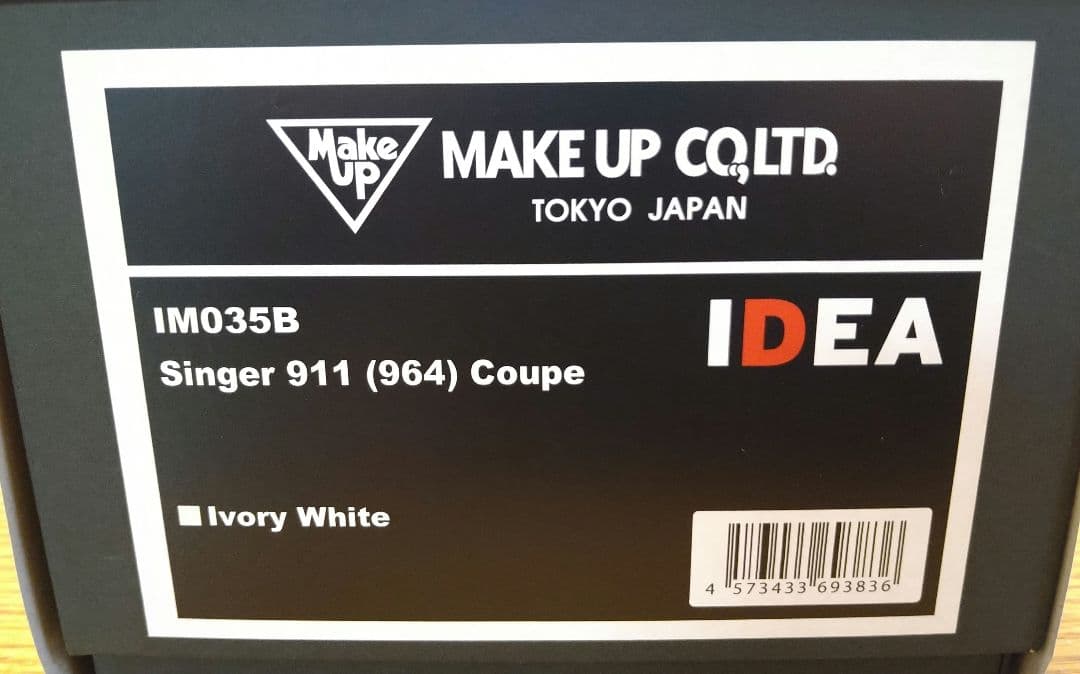 Make
Up
MAKE UP CO.,LTD.
TOKYO JAPAN
IM035B
IDEA
Singer 911 (964) Coupe
Ivory White
4 573433 693836